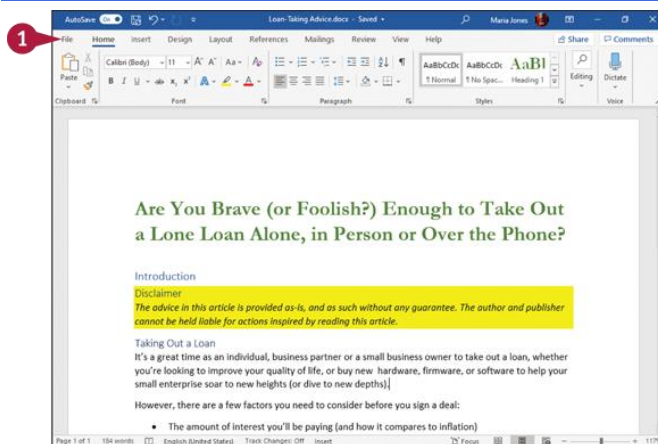 AutoSave On Loan-Taking Advice.docx - Saved Maria Jones
1
File Home Insert Design Layout References Mailings Review View Help Share Comments
Calibri (Body) 11 A^ A˅ Aa A
Paste
B I U ab x₂ x² A A
AaBbCcDc AaBbCcDc AaBl
¶ Normal ¶ No Spac... Heading 1
Editing Dictate
Clipboard Font Paragraph Styles Voice
Are You Brave (or Foolish?) Enough to Take Out
a Lone Loan Alone, in Person or Over the Phone?
Introduction
Disclaimer
The advice in this article is provided as-is, and as such without any guarantee. The author and publisher
cannot be held liable for actions inspired by reading this article.
Taking Out a Loan
It's a great time as an individual, business partner or a small business owner to take out a loan, whether
you're looking to improve your quality of life, or buy new hardware, firmware, or software to help your
small enterprise soar to new heights (or dive to new depths).
However, there are a few factors you need to consider before you sign a deal:
• The amount of interest you'll be paying (and how it compares to inflation)
Page 1 of 1 184 words English (United States) Track Changes: Off Insert Focus